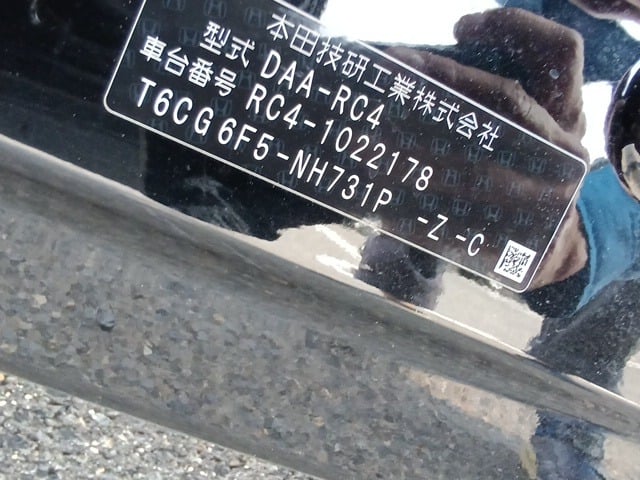 本田技研工業株式会社
型式 DAA-RC4
車台番号 RC4-1022178
T6CG6F5-NH731P -Z -C